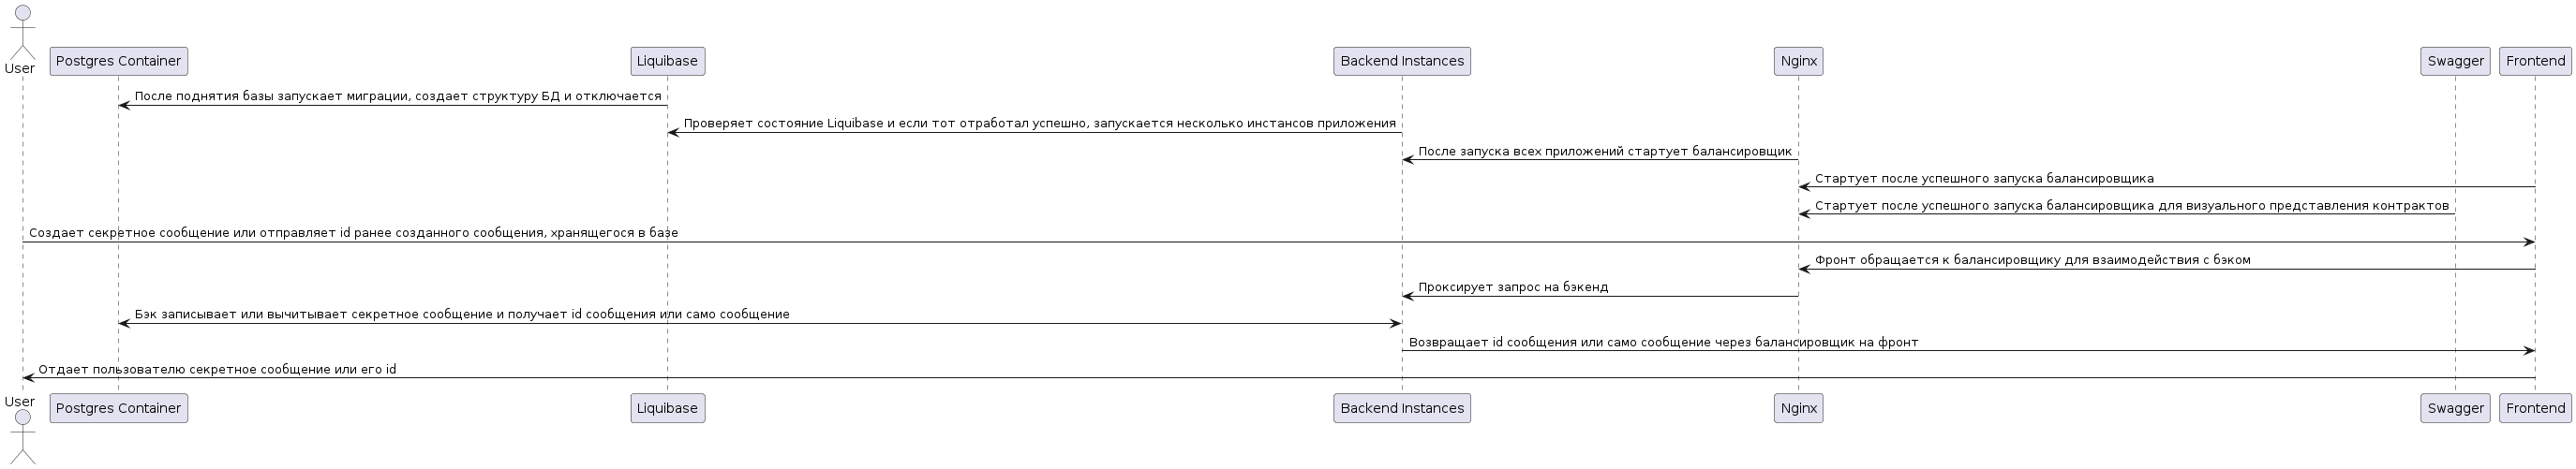 User
Postgres Container
Liquibase
Backend Instances
Nginx
Swagger
Frontend
После поднятия базы запускает миграции, создает структуру БД и отключается
Проверяет состояние Liquibase и если тот отработал успешно, запускается несколько инстансов приложения
После запуска всех приложений стартует балансировщик
Стартует после успешного запуска балансировщика
Стартует после успешного запуска балансировщика для визуального представления контрактов
Создает секретное сообщение или отправляет id ранее созданного сообщения, хранящегося в базе
Фронт обращается к балансировщику для взаимодействия с бэком
Проксирует запрос на бэкенд
Бэк записывает или вычитывает секретное сообщение и получает id сообщения или само сообщение
Возвращает id сообщения или само сообщение через балансировщик на фронт
Отдает пользователю секретное сообщение или его id
User
Postgres Container
Liquibase
Backend Instances
Nginx
Swagger
Frontend